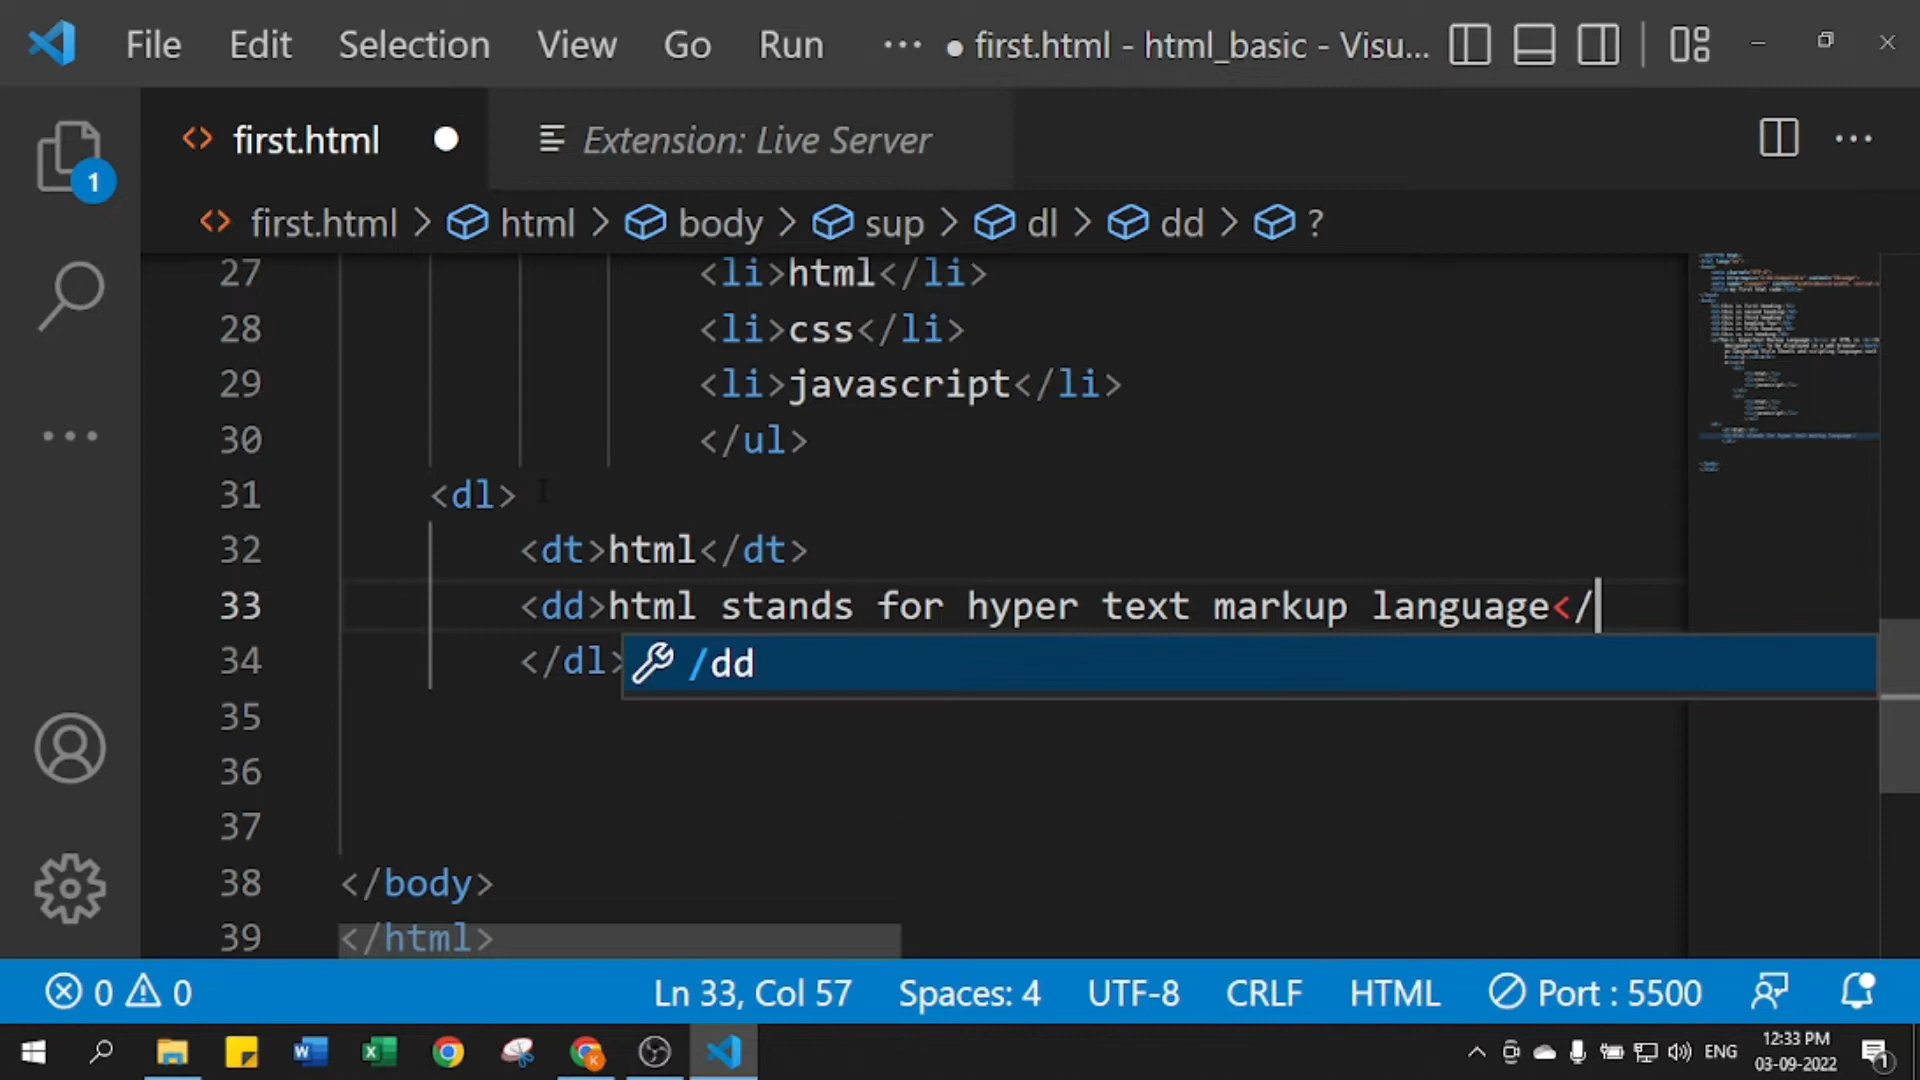 File Edit Selection View Go Run ··· ● first.html - html_basic - Visu...
first.html Extension: Live Server
1
first.html > html > body > sup > dl > dd > ?
27 <li>html</li>
28 <li>css</li>
29 <li>javascript</li>
30 </ul>
31 <dl>
32 <dt>html</dt>
33 <dd>html stands for hyper text markup language</
34 </dl>
/dd
35
36
37
38 </body>
39 </html>
0 0 Ln 33, Col 57 Spaces: 4 UTF-8 CRLF HTML Port : 5500
ENG 12:33 PM
03-09-2022
1